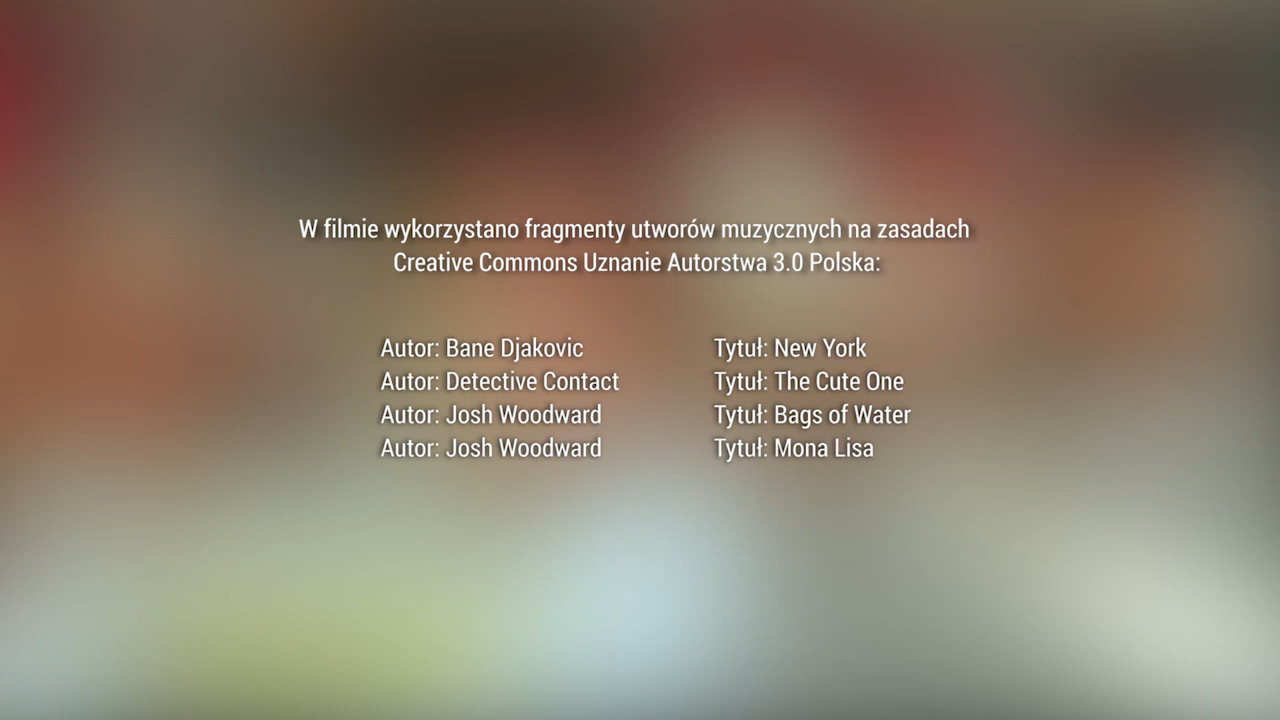 W filmie wykorzystano fragmenty utworów muzycznych na zasadach
Creative Commons Uznanie Autorstwa 3.0 Polska:
Autor: Bane Djakovic Tytuł: New York
Autor: Detective Contact Tytuł: The Cute One
Autor: Josh Woodward Tytuł: Bags of Water
Autor: Josh Woodward Tytuł: Mona Lisa